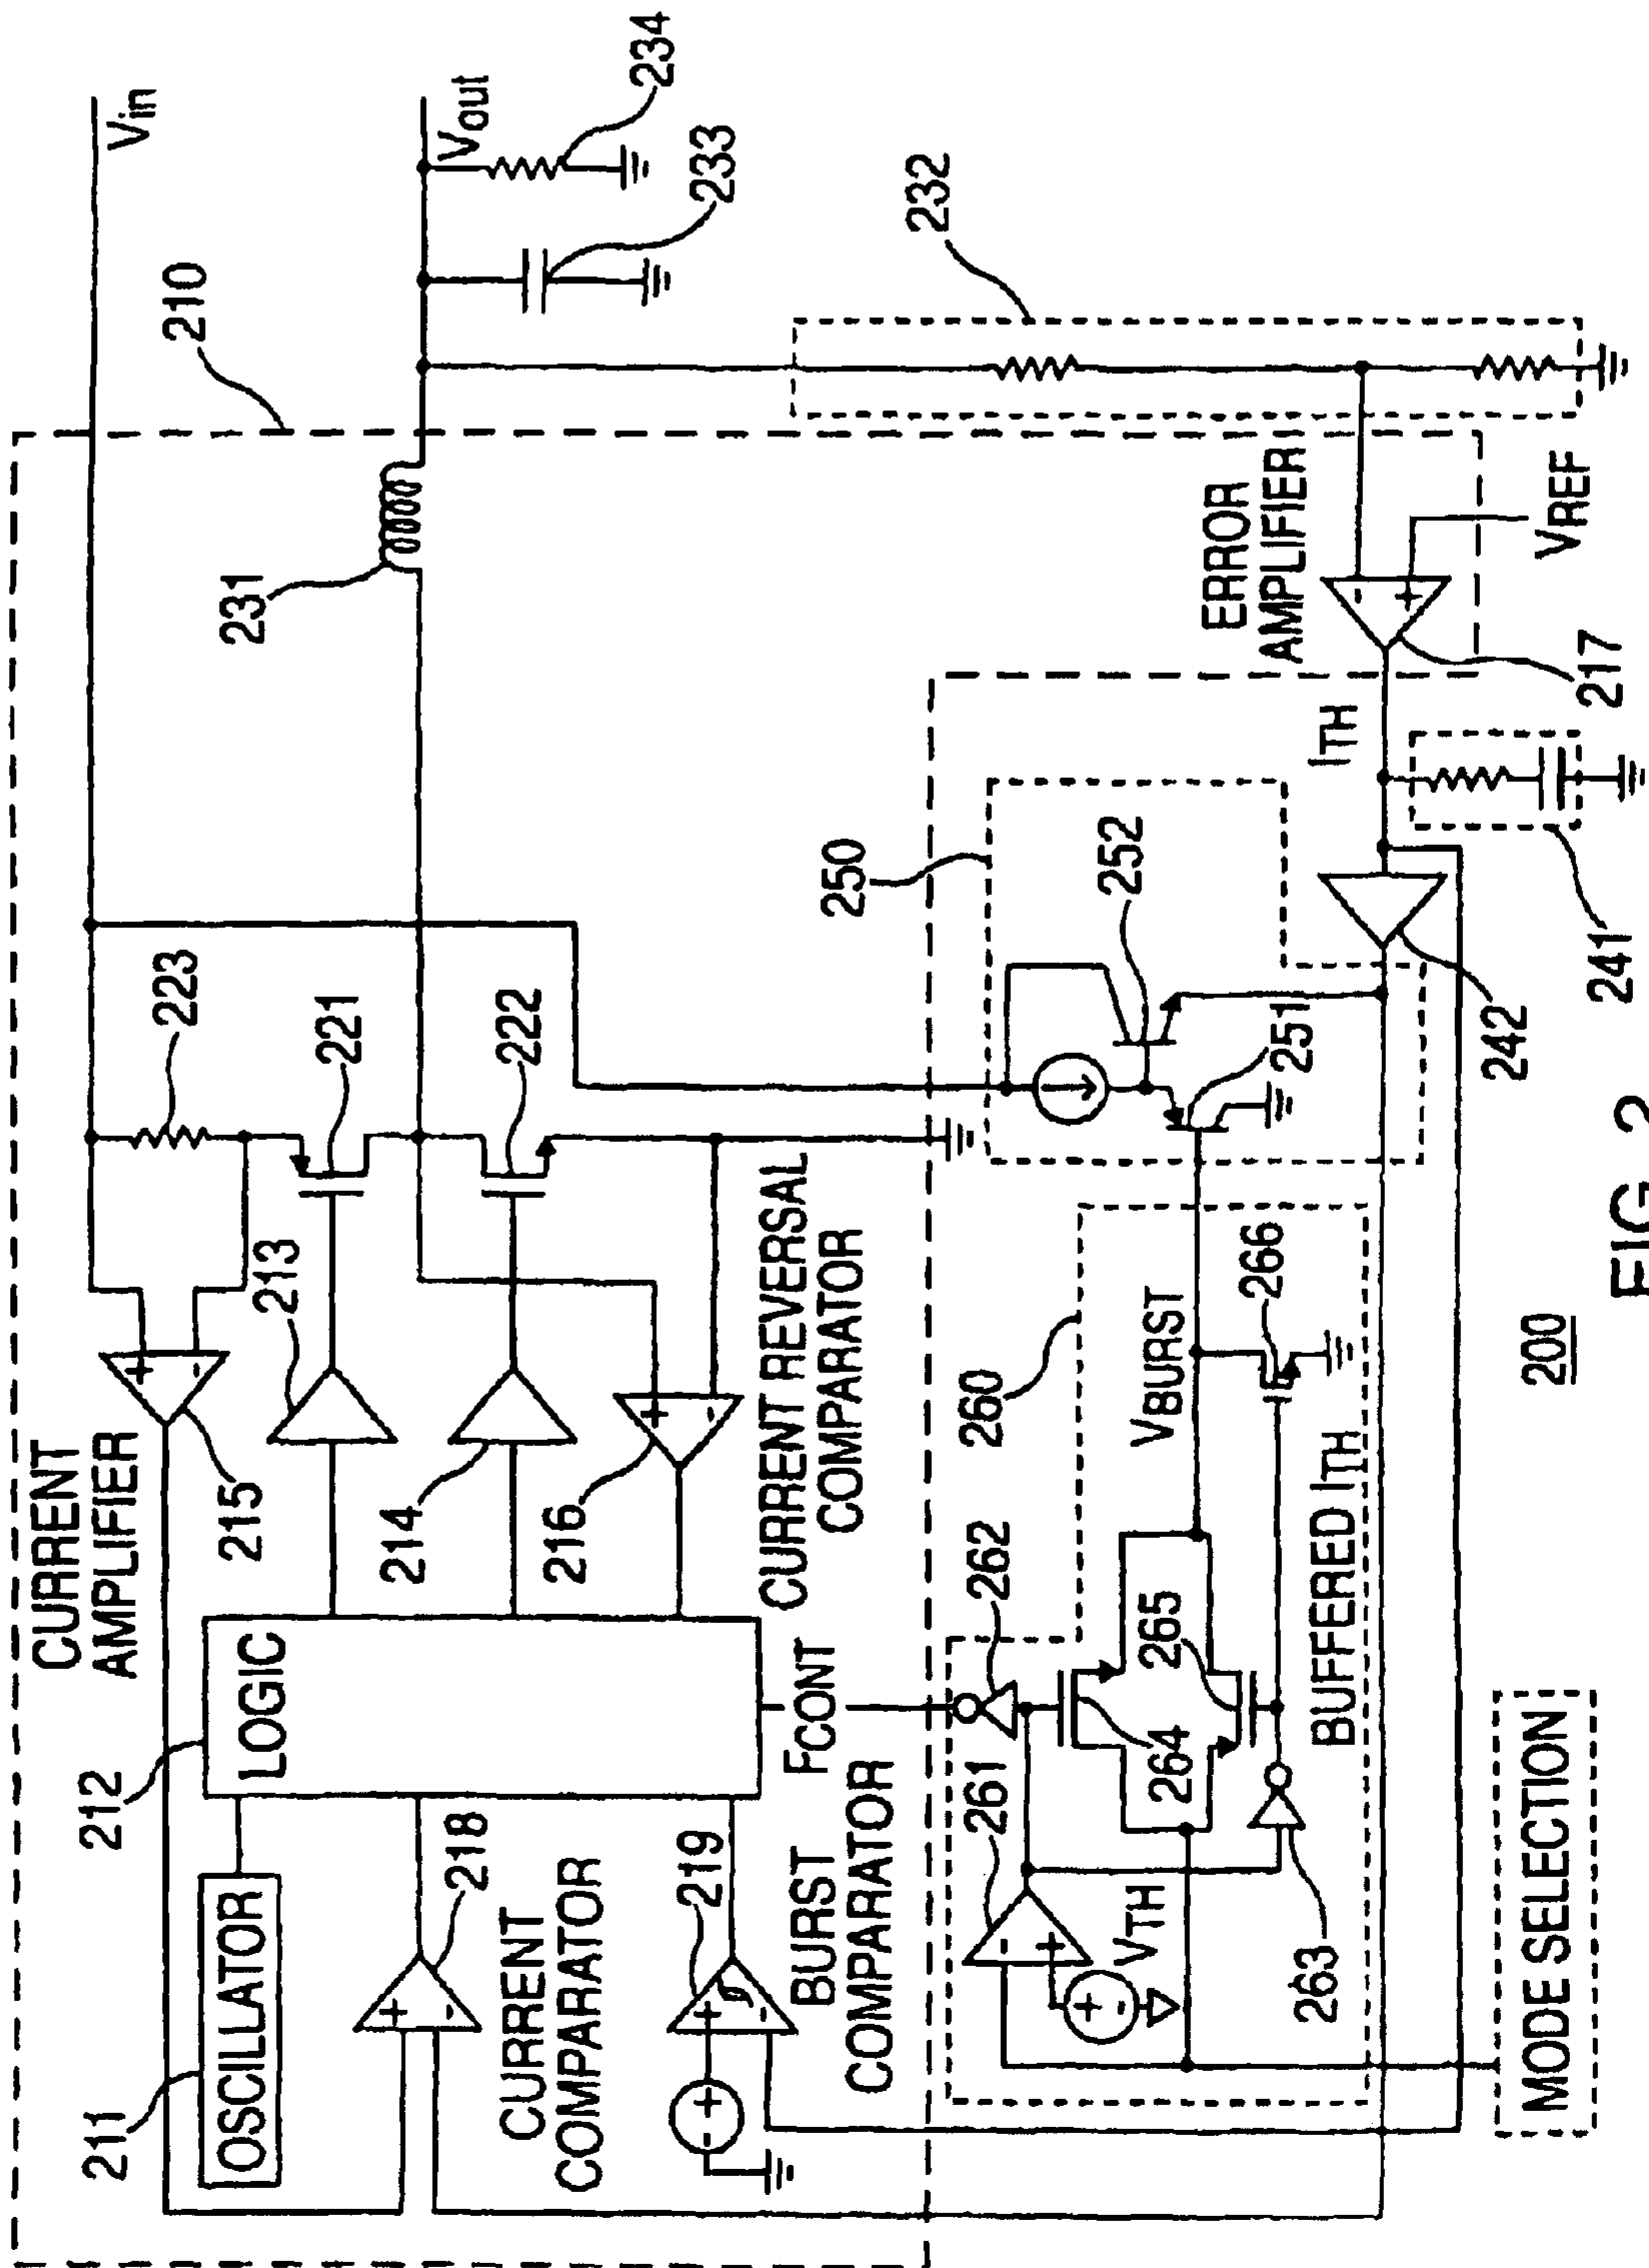 Vin
Vout
234
233
232
210
231
ERROR
AMPLIFIER
VREF
217
ITH
241
242
250
252
251
223
221
222
CURRENT
AMPLIFIER
215
213
214
216
CURRENT REVERSAL
COMPARATOR
+
-
+
-
-
+
212
LOGIC
211
OSCILLATOR
218
+
-
CURRENT
COMPARATOR
219
+
-
+
-
BURST
COMPARATOR
FCONT
260
VBURST
266
262
265
264
261
-
+
+
-
VTH
263
BUFFERED ITH
MODE SELECTION
200
FIG. 2